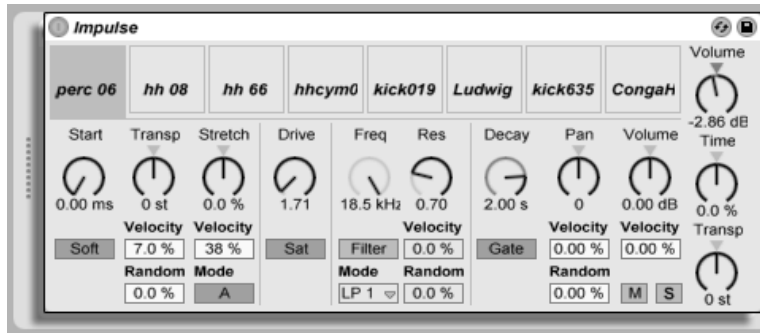 Impulse
Volume
perc 06 hh 08 hh 66 hhcym0 kick019 Ludwig kick635 CongaH
-2.86 dB
Start Transp Stretch Drive Freq Res Decay Pan Volume Time
0.00 ms 0 st 0.0 % 1.71 18.5 kHz 0.70 2.00 s 0 0.00 dB 0.0 %
Velocity Velocity Velocity Velocity Velocity Transp
Soft 7.0 % 38 % Sat Filter 0.0 % Gate 0.00 % 0.00 %
Random Mode Mode Random Random
0.0 % A LP 1 0.0 % 0.00 % M S 0 st